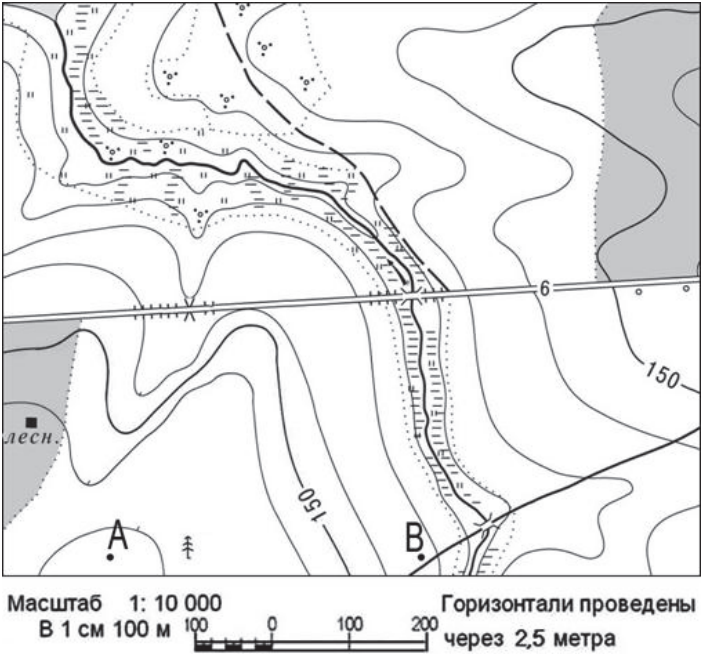 6
150
лесн.
150
А
В
Масштаб 1: 10 000
В 1 см 100 м
100 0 100 200
Горизонтали проведены
через 2,5 метра